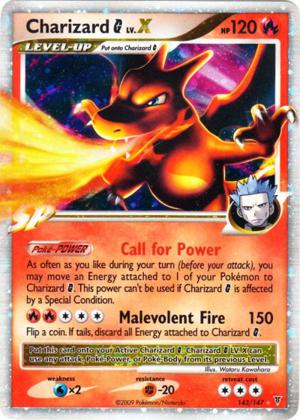 Charizard G LV.X HP120
LEVEL-UP Put onto Charizard G
SP
Poké-POWER Call for Power
As often as you like during your turn (before your attack), you
may move an Energy attached to 1 of your Pokémon to
Charizard G. This power can't be used if Charizard G is affected
by a Special Condition.
Malevolent Fire 150
Flip a coin. If tails, discard all Energy attached to Charizard G.
Put this card onto your Active Charizard G. Charizard G LV.X can
use any attack, Poké-Power, or Poké-Body from its previous Level.
Illus. Wataru Kawahara
weakness resistance retreat cost
×2 -20
©2009 Pokémon/Nintendo 143/147